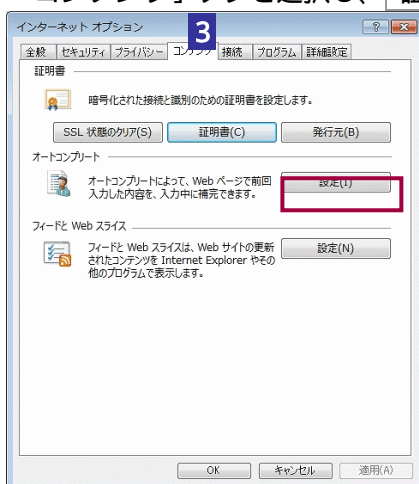 インターネット オプション
3
全般 セキュリティ プライバシー コンテンツ 接続 プログラム 詳細設定
証明書
暗号化された接続と識別のための証明書を設定します。
SSL 状態のクリア(S) 証明書(C) 発行元(B)
オートコンプリート
オートコンプリートによって、Web ページで前回
入力した内容を、入力中に補完できます。
設定(I)
フィードと Web スライス
フィードと Web スライスは、Web サイトの更新
されたコンテンツを Internet Explorer やその
他のプログラムで表示します。
設定(N)
OK キャンセル 適用(A)